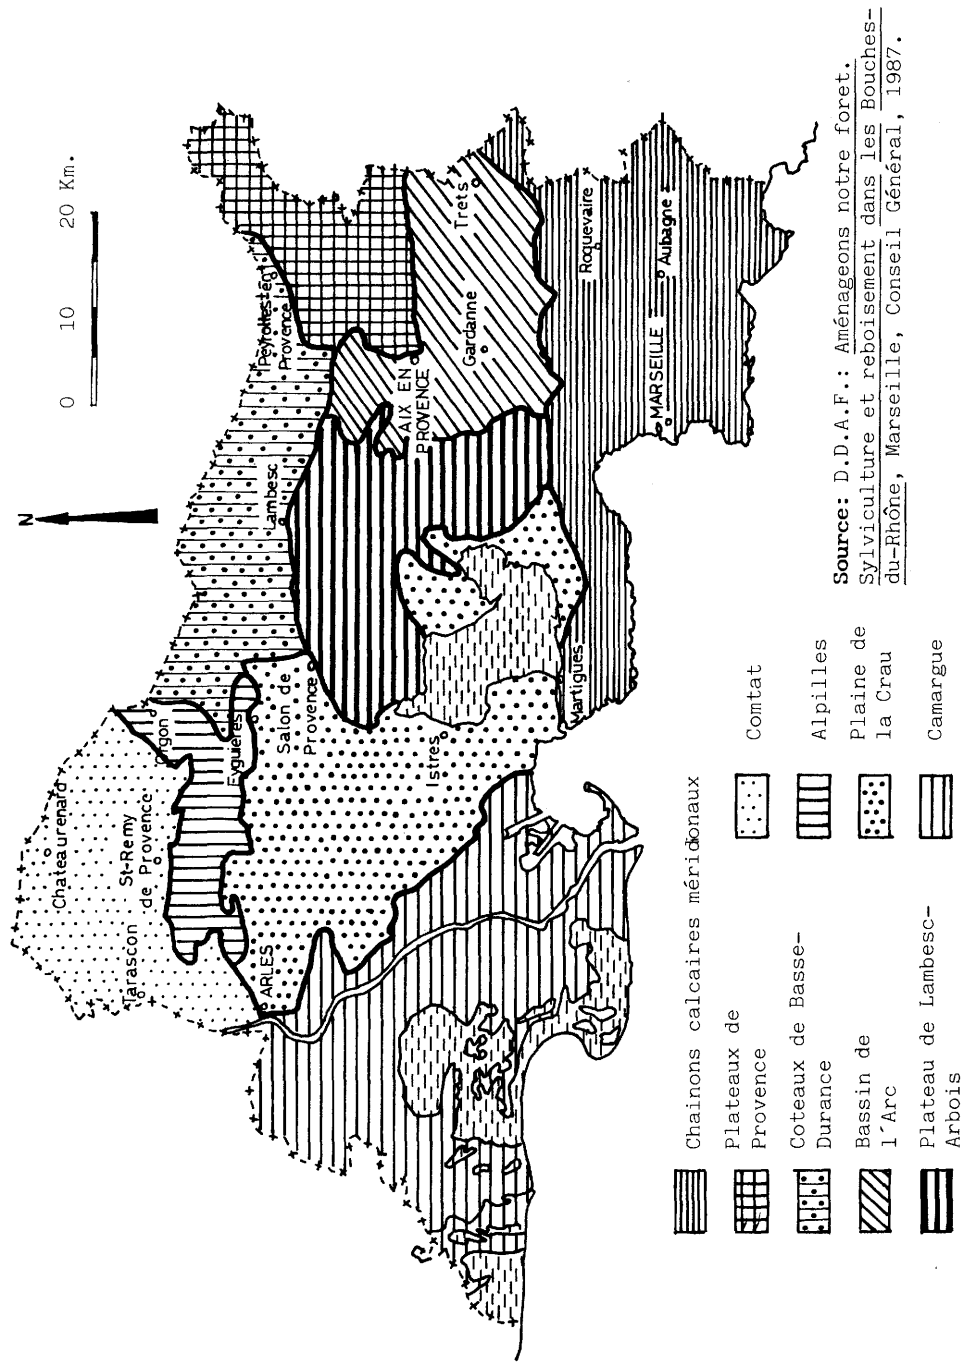 N
0 10 20 Km.
Chateaurenard
St-Remy
de Provence
Tarascon
Orgon
Eyguières
ARLES
Salon de
Provence
Istres
Martigues
Lambesc
Peyrolles en
Provence
AIX EN
PROVENCE
Gardanne
Trets
Roquevaire
Aubagne
MARSEILLE
Chainons calcaires méridonaux
Plateaux de
Provence
Coteaux de Basse-
Durance
Bassin de
l'Arc
Plateau de Lambesc-
Arbois
Comtat
Alpilles
Plaine de
la Crau
Camargue
Source: D.D.A.F.: Aménageons notre foret.
Sylviculture et reboisement dans les Bouches-
du-Rhône, Marseille, Conseil Général, 1987.